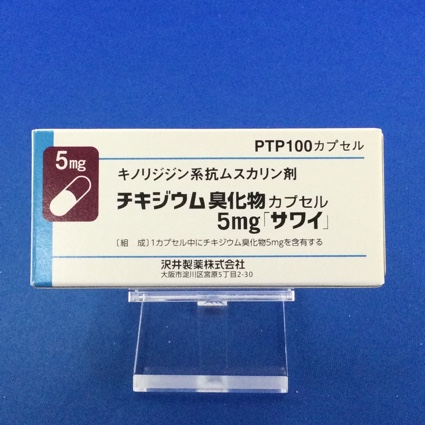 PTP100カプセル
5mg
キノリジジン系抗ムスカリン剤
チキジウム臭化物カプセル
5mg「サワイ」
〔組 成〕1カプセル中にチキジウム臭化物5mgを含有する
沢井製薬株式会社
大阪市淀川区宮原5丁目2-30